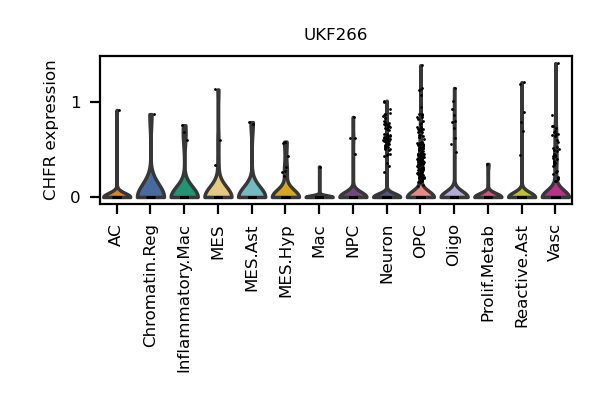 UKF266
CHFR expression
1
0
AC
Chromatin.Reg
Inflammatory.Mac
MES
MES.Ast
MES.Hyp
Mac
NPC
Neuron
OPC
Oligo
Prolif.Metab
Reactive.Ast
Vasc